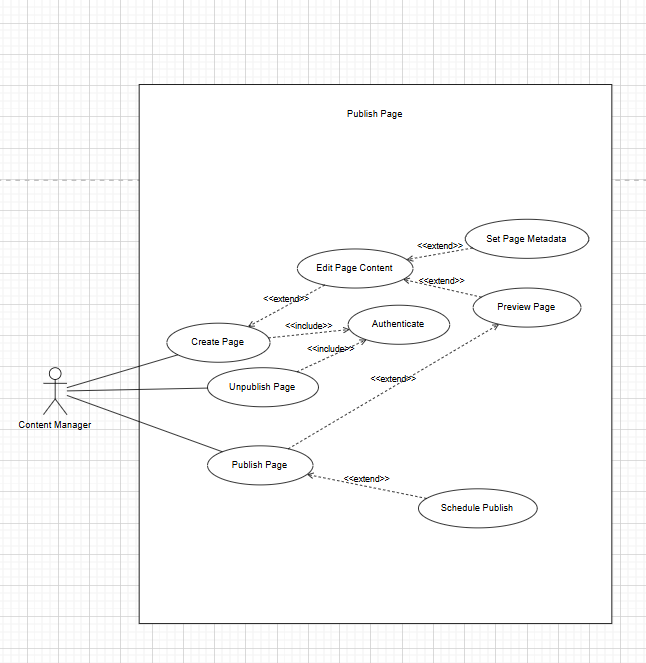 Publish Page
Set Page Metadata
<<extend>>
Edit Page Content
<<extend>>
<<extend>>
Preview Page
<<include>>
Authenticate
Create Page
<<include>>
Unpublish Page
<<extend>>
Content Manager
Publish Page
<<extend>>
Schedule Publish